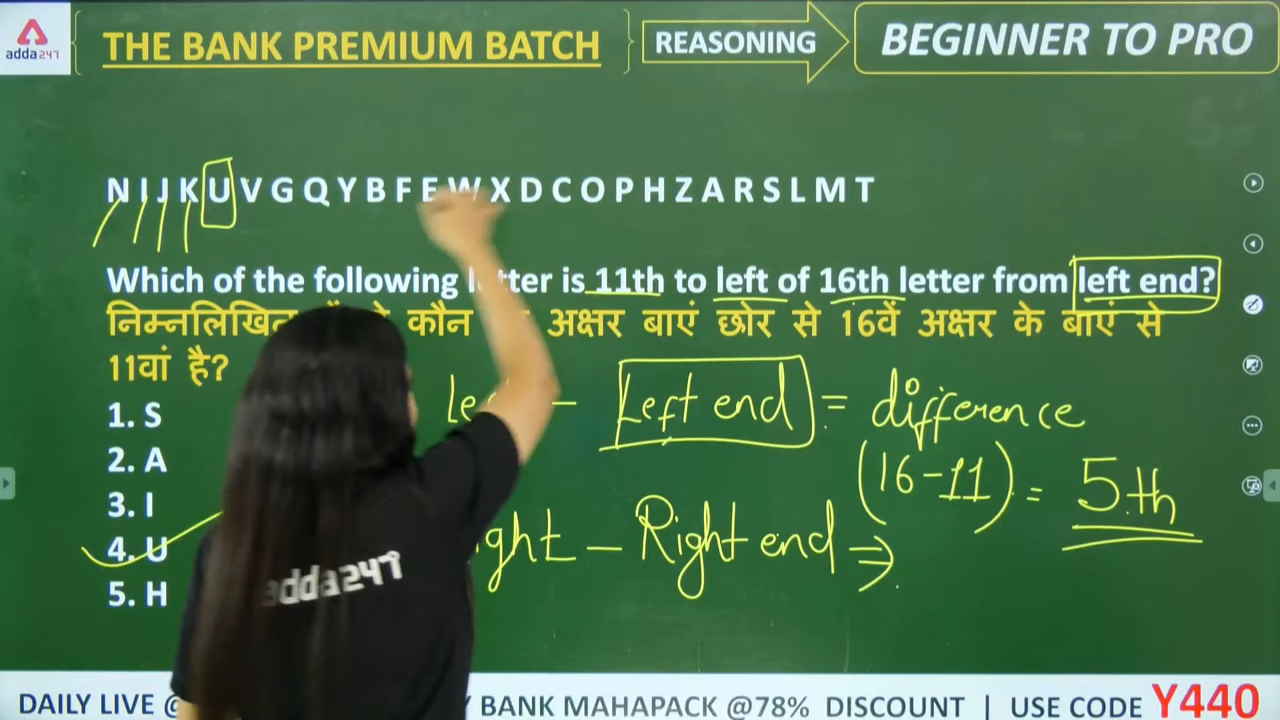 adda247
THE BANK PREMIUM BATCH
REASONING
BEGINNER TO PRO
N I J K U V G Q Y B F E W X D C O P H Z A R S L M T
Which of the following letter is 11th to left of 16th letter from left end?
निम्नलिखित कौन अक्षर बाएं छोर से 16वें अक्षर के बाएं से
11वां है?
1. S
2. A
3. I
4. U
5. H
Left end = difference
(16-11) = 5th
Right end ⇒
adda247
DAILY LIVE @ BANK MAHAPACK @78% DISCOUNT | USE CODE Y440